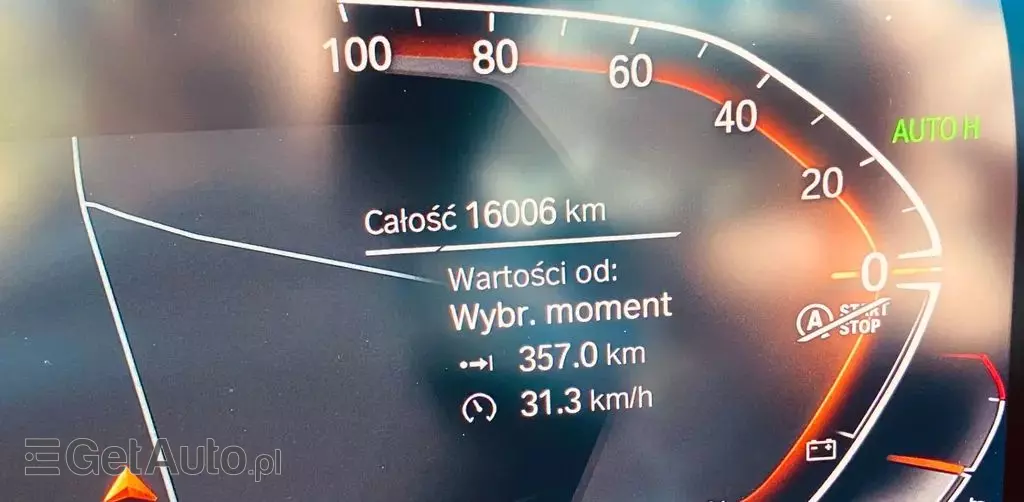 100 80 60 40 20 0
AUTO H
Całość 16006 km
Wartości od:
Wybr. moment
357.0 km
31.3 km/h
A START
STOP
GetAuto.pl